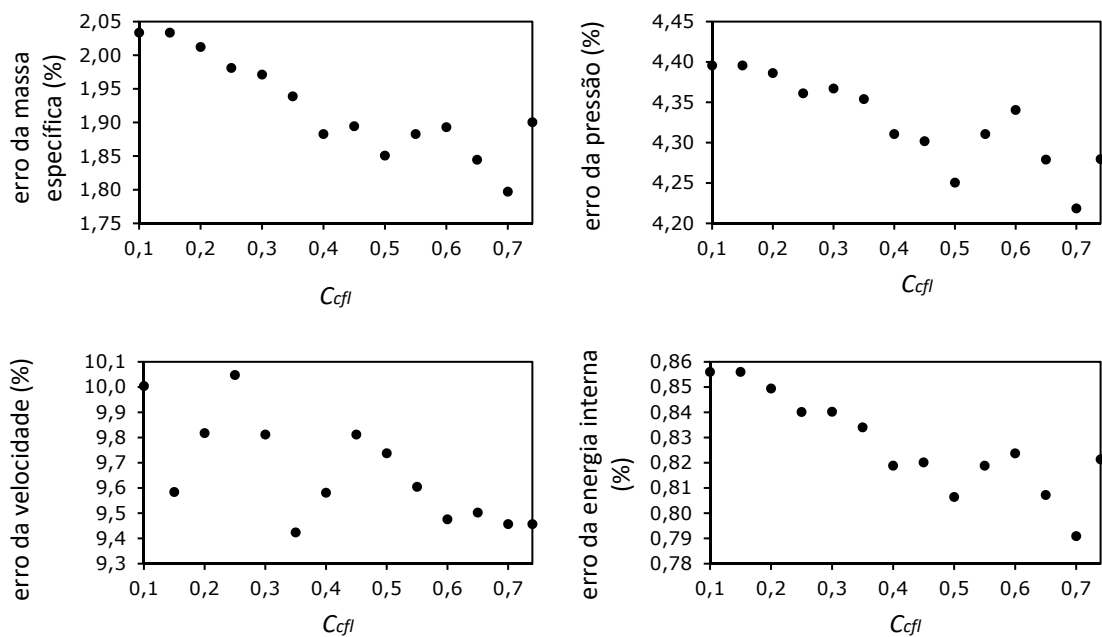 erro da massa
específica (%)
2,05
2,00
1,95
1,90
1,85
1,80
1,75
0,1 0,2 0,3 0,4 0,5 0,6 0,7
Ccfl
erro da pressão (%)
4,45
4,40
4,35
4,30
4,25
4,20
0,1 0,2 0,3 0,4 0,5 0,6 0,7
Ccfl
erro da velocidade (%)
10,1
10,0
9,9
9,8
9,7
9,6
9,5
9,4
9,3
0,1 0,2 0,3 0,4 0,5 0,6 0,7
Ccfl
erro da energia interna
(%)
0,86
0,85
0,84
0,83
0,82
0,81
0,80
0,79
0,78
0,1 0,2 0,3 0,4 0,5 0,6 0,7
Ccfl